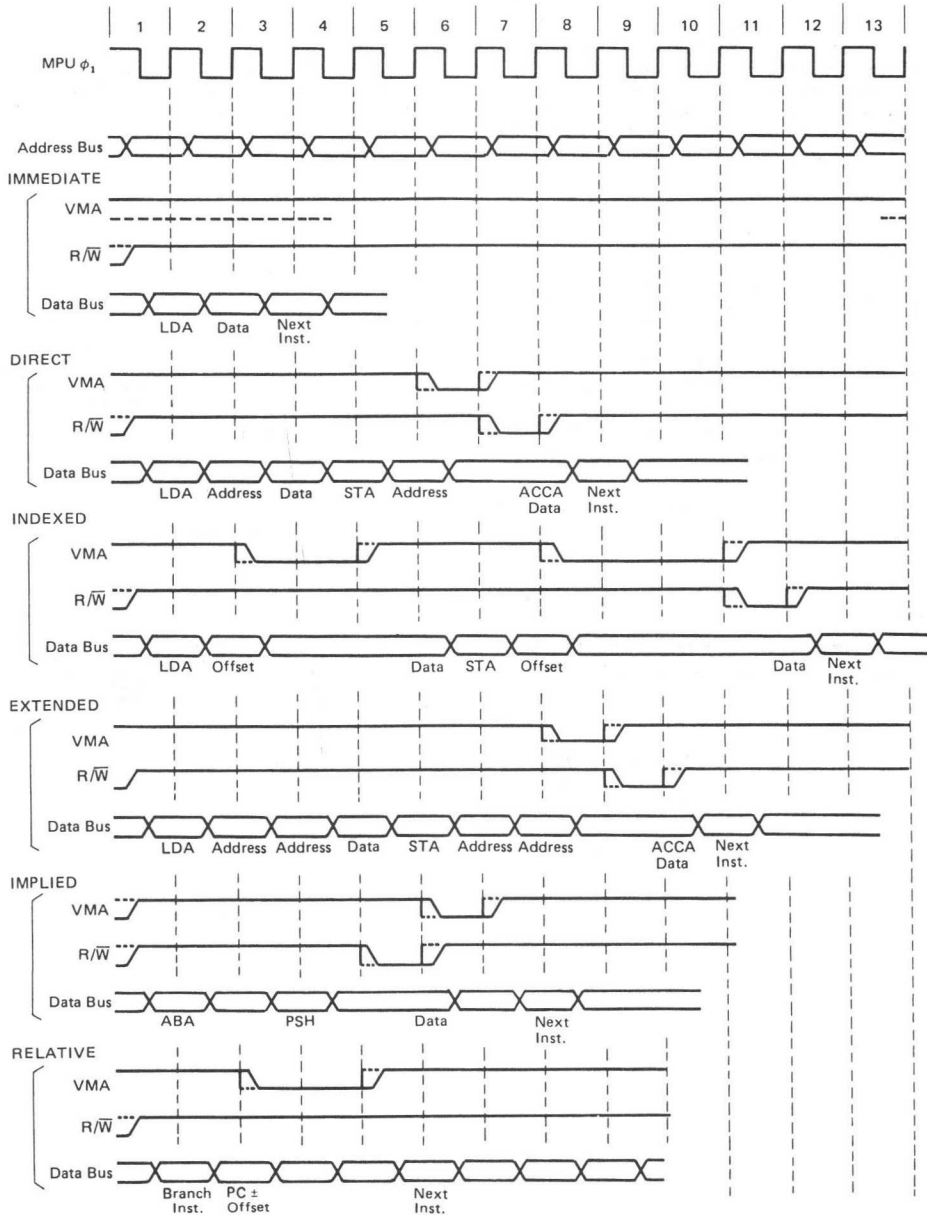 1 2 3 4 5 6 7 8 9 10 11 12 13
MPU ϕ1
Address Bus
IMMEDIATE
VMA
R/W̅
Data Bus
LDA Data Next
Inst.
DIRECT
VMA
R/W̅
Data Bus
LDA Address Data STA Address ACCA Next
Data Inst.
INDEXED
VMA
R/W̅
Data Bus
LDA Offset Data STA Offset Data Next
Inst.
EXTENDED
VMA
R/W̅
Data Bus
LDA Address Address Data STA Address Address ACCA Next
Data Inst.
IMPLIED
VMA
R/W̅
Data Bus
ABA PSH Data Next
Inst.
RELATIVE
VMA
R/W̅
Data Bus
Branch PC ± Next
Inst. Offset Inst.